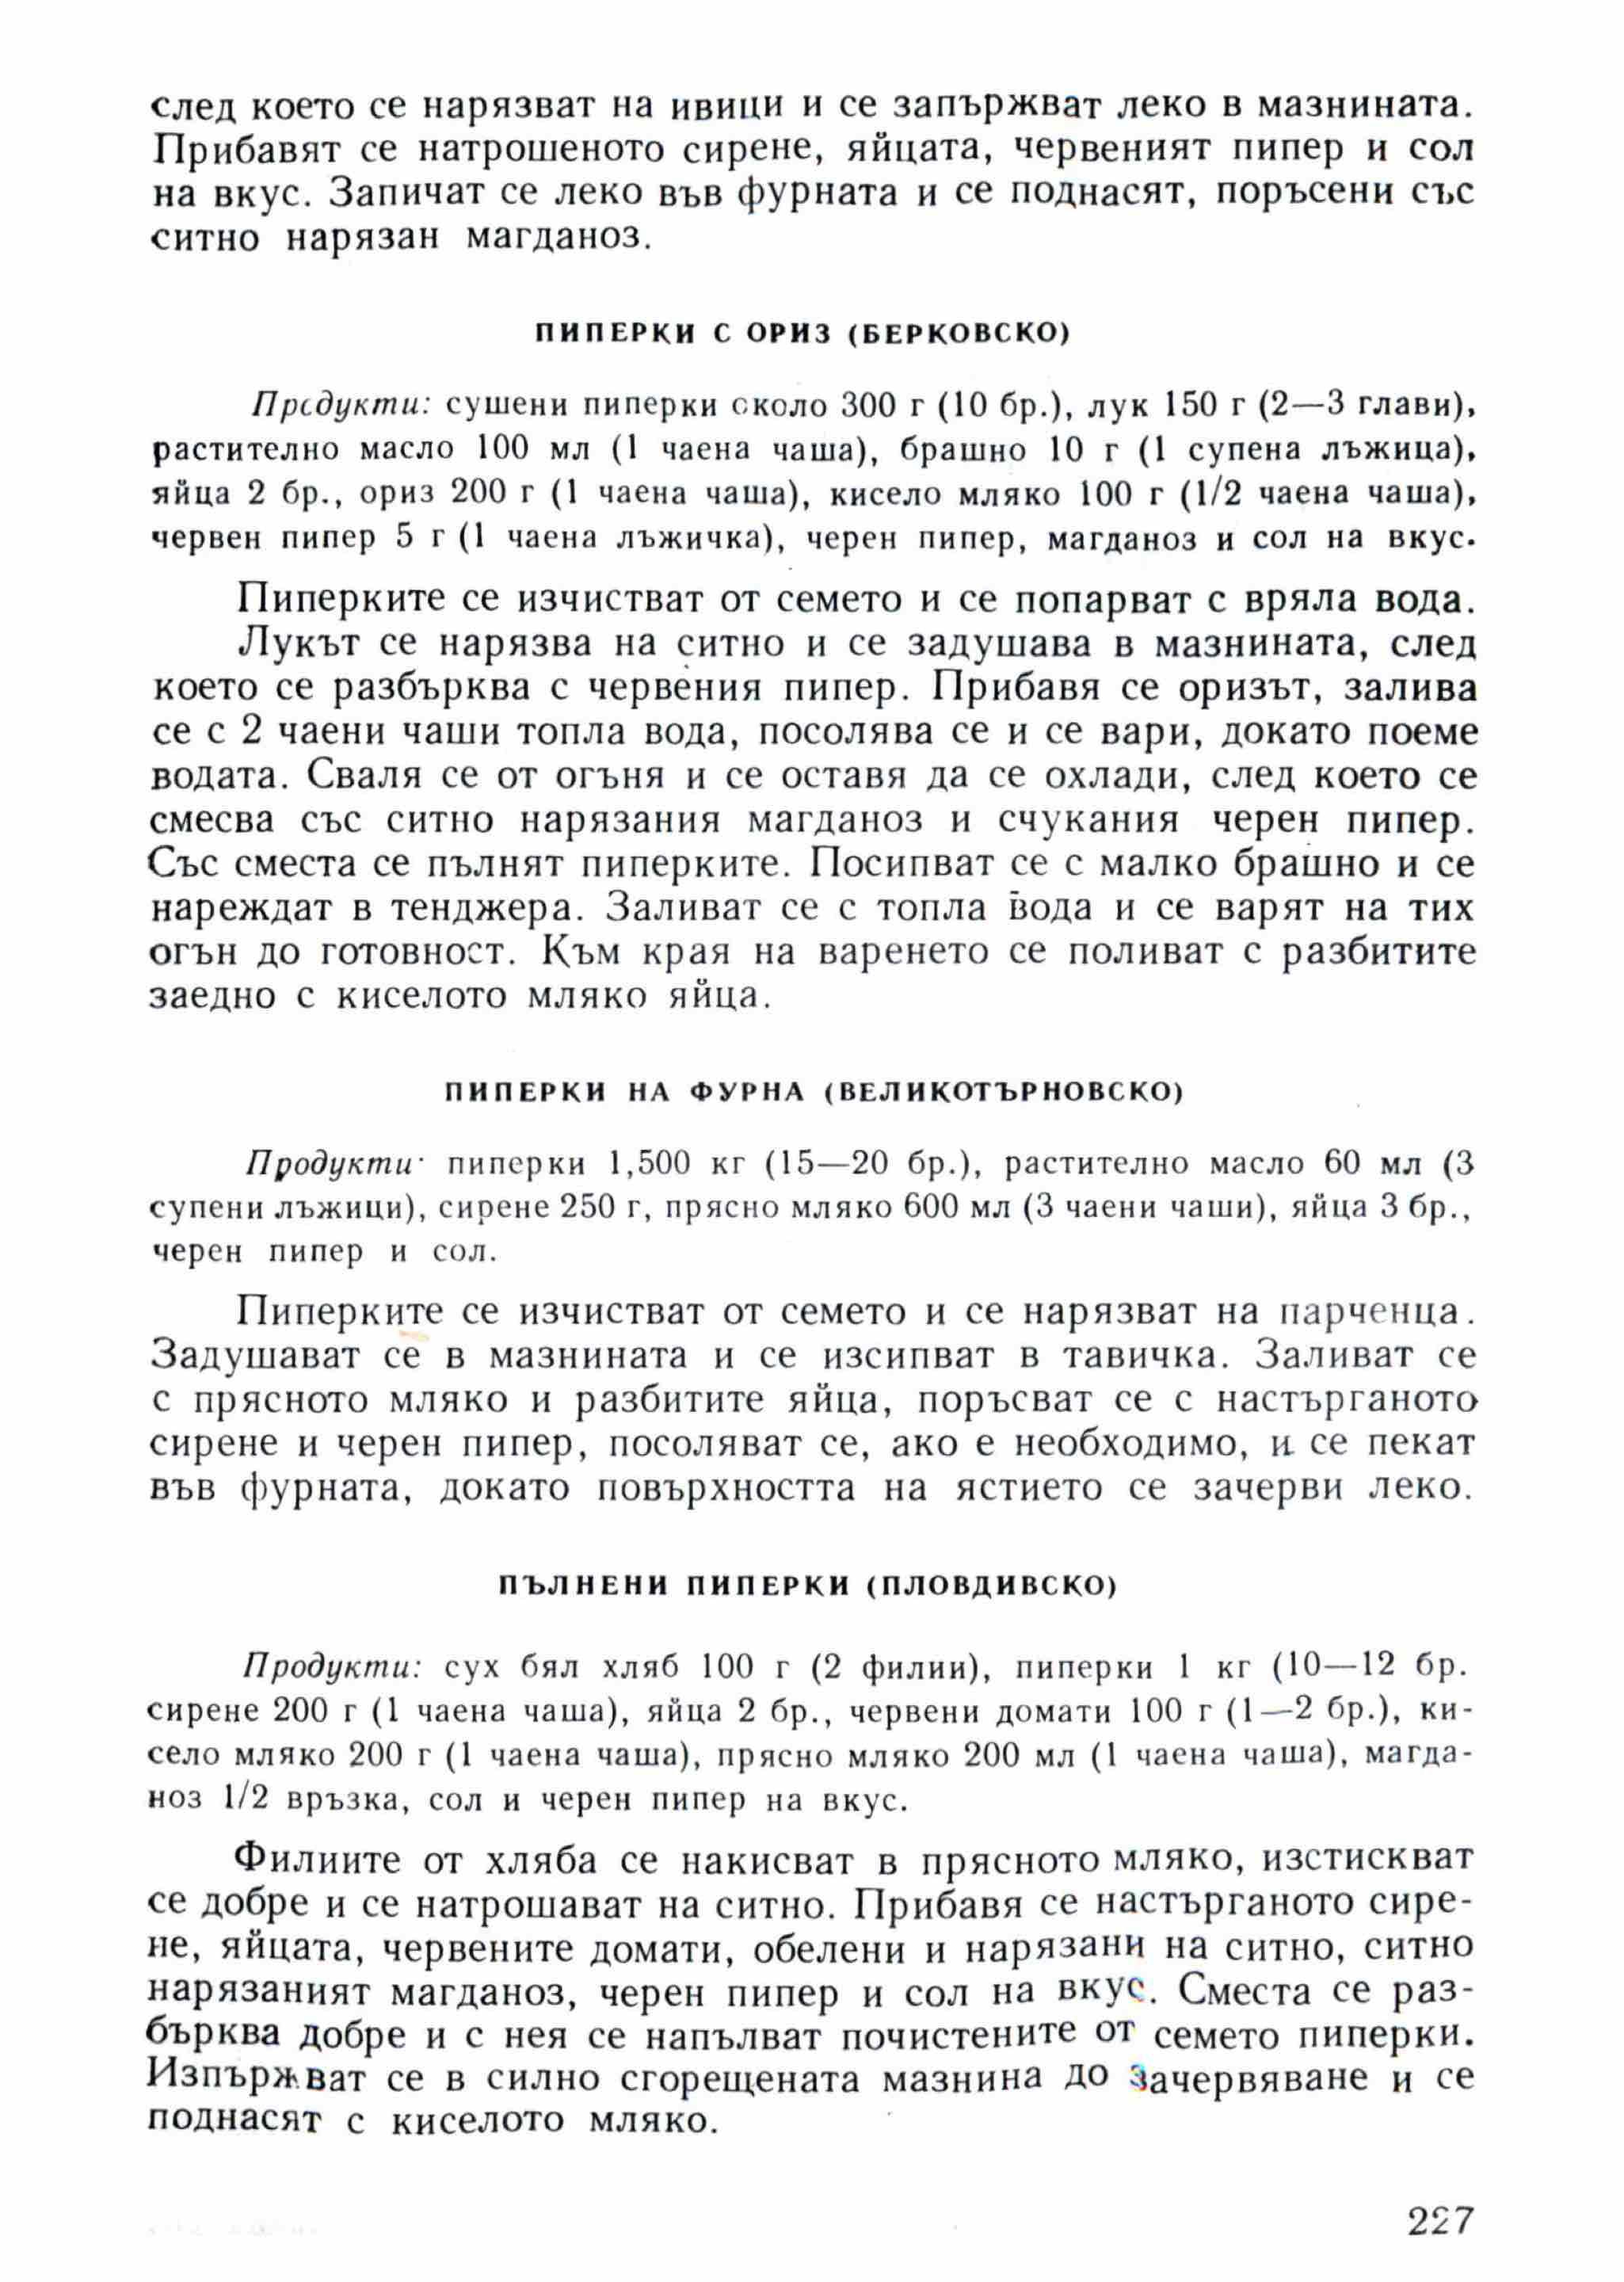 след което се нарязват на ивици и се запържват леко в мазнината.
Прибавят се натрошеното сирене, яйцата, червеният пипер и сол
на вкус. Запичат се леко във фурната и се поднасят, поръсени със
ситно нарязан магданоз.
ПИПЕРКИ С ОРИЗ (БЕРКОВСКО)
Продукти: сушени пиперки около 300 г (10 бр.), лук 150 г (2—3 глави),
растително масло 100 мл (1 чаена чаша), брашно 10 г (1 супена лъжица),
яйца 2 бр., ориз 200 г (1 чаена чаша), кисело мляко 100 г (1/2 чаена чаша),
червен пипер 5 г (1 чаена лъжичка), черен пипер, магданоз и сол на вкус.
Пиперките се изчистват от семето и се попарват с вряла вода.
Лукът се нарязва на ситно и се задушава в мазнината, след
което се разбърква с червения пипер. Прибавя се оризът, залива
се с 2 чаени чаши топла вода, посолява се и се вари, докато поеме
водата. Сваля се от огъня и се оставя да се охлади, след което се
смесва със ситно нарязания магданоз и счукания черен пипер.
Със сместа се пълнят пиперките. Посипват се с малко брашно и се
нареждат в тенджера. Заливат се с топла вода и се варят на тих
огън до готовност. Към края на варенето се поливат с разбитите
заедно с киселото мляко яйца.
ПИПЕРКИ НА ФУРНА (ВЕЛИКОТЪРНОВСКО)
Продукти· пиперки 1,500 кг (15—20 бр.), растително масло 60 мл (3
супени лъжици), сирене 250 г, прясно мляко 600 мл (3 чаени чаши), яйца 3 бр.,
черен пипер и сол.
Пиперките се изчистват от семето и се нарязват на парченца.
Задушават се в мазнината и се изсипват в тавичка. Заливат се
с прясното мляко и разбитите яйца, поръсват се с настърганото
сирене и черен пипер, посоляват се, ако е необходимо, и се пекат
във фурната, докато повърхността на ястието се зачерви леко.
ПЪЛНЕНИ ПИПЕРКИ (ПЛОВДИВСКО)
Продукти: сух бял хляб 100 г (2 филии), пиперки 1 кг (10—12 бр.
сирене 200 г (1 чаена чаша), яйца 2 бр., червени домати 100 г (1—2 бр.), ки-
село мляко 200 г (1 чаена чаша), прясно мляко 200 мл (1 чаена чаша), магда-
ноз 1/2 връзка, сол и черен пипер на вкус.
Филиите от хляба се накисват в прясното мляко, изстискват
се добре и се натрошават на ситно. Прибавя се настърганото сире-
не, яйцата, червените домати, обелени и нарязани на ситно, ситно
нарязаният магданоз, черен пипер и сол на вкус. Сместа се раз-
бърква добре и с нея се напълват почистените от семето пиперки.
Изпържват се в силно сгорещената мазнина до зачервяване и се
поднасят с киселото мляко.
227